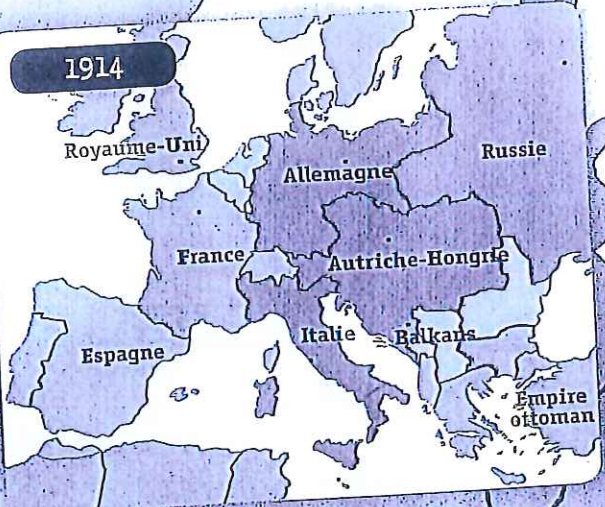 1914
Royaume-Uni
Allemagne
Russie
France
Autriche-Hongrie
Italie
Balkans
Espagne
Empire
ottoman